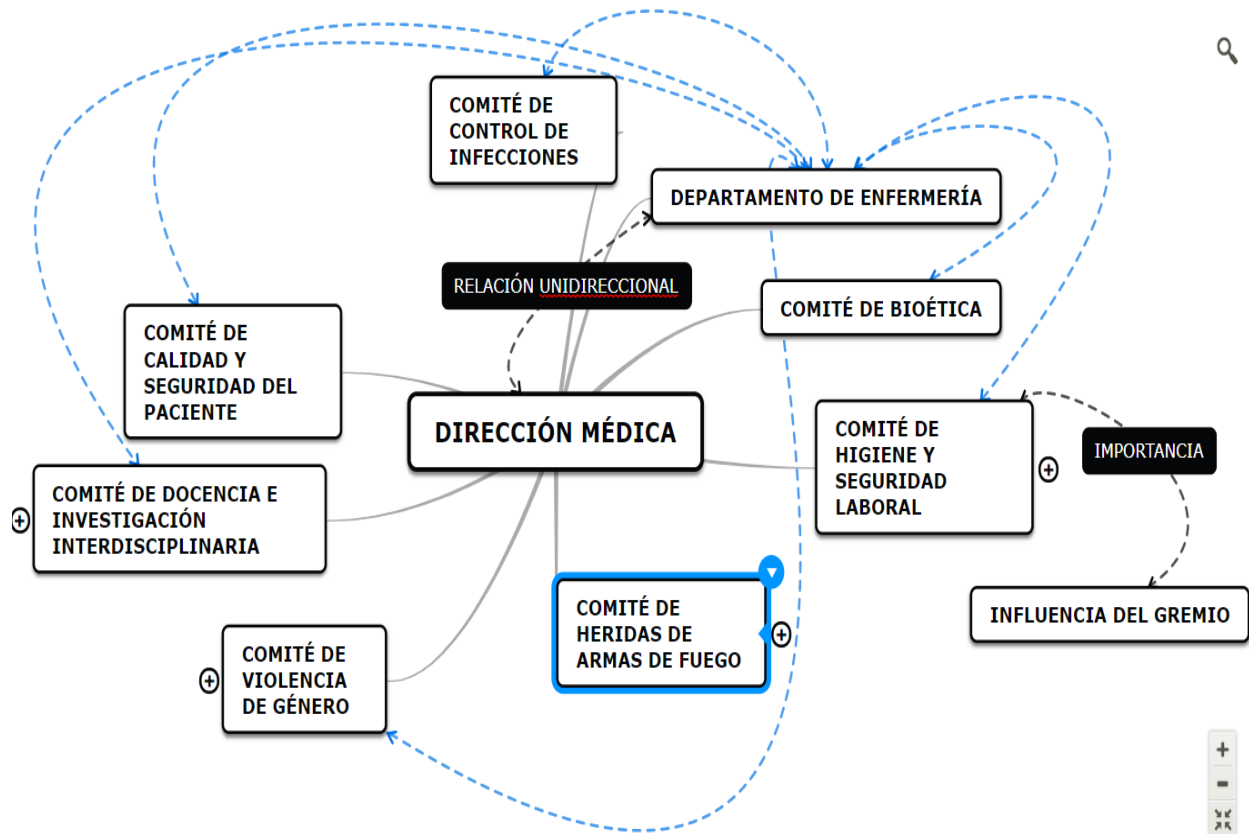 COMITÉ DE
CONTROL DE
INFECCIONES
DEPARTAMENTO DE ENFERMERÍA
RELACIÓN UNIDIRECCIONAL
COMITÉ DE BIOÉTICA
COMITÉ DE
CALIDAD Y
SEGURIDAD DEL
PACIENTE
DIRECCIÓN MÉDICA
COMITÉ DE
HIGIENE Y
SEGURIDAD
LABORAL
IMPORTANCIA
COMITÉ DE DOCENCIA E
INVESTIGACIÓN
INTERDISCIPLINARIA
COMITÉ DE
HERIDAS DE
ARMAS DE FUEGO
INFLUENCIA DEL GREMIO
COMITÉ DE
VIOLENCIA
DE GÉNERO